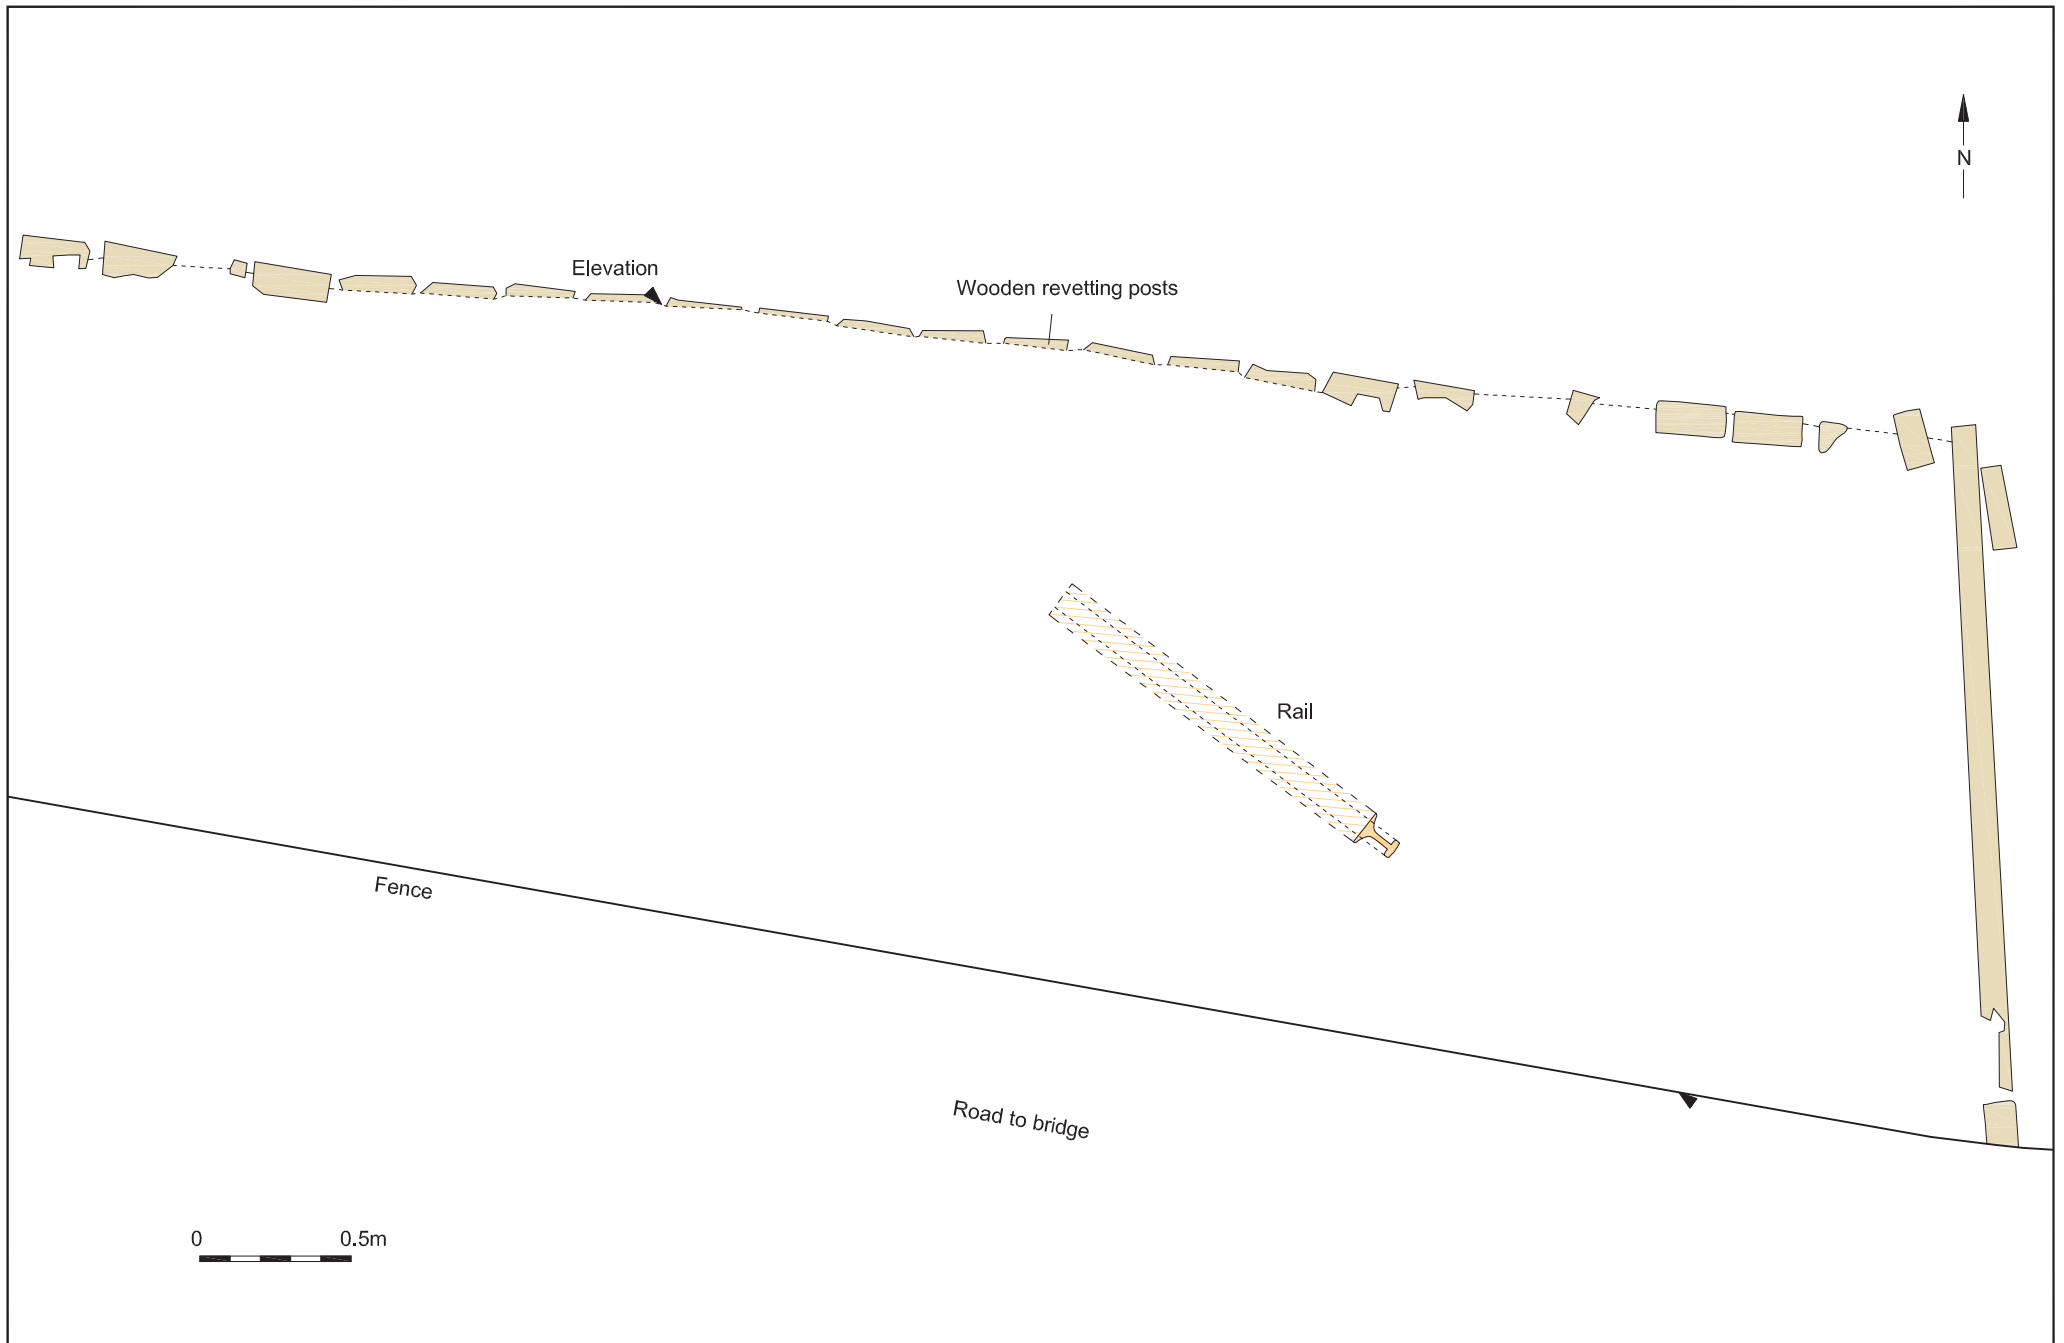 N
Elevation
Wooden revetting posts
Rail
Fence
Road to bridge
0 0.5m